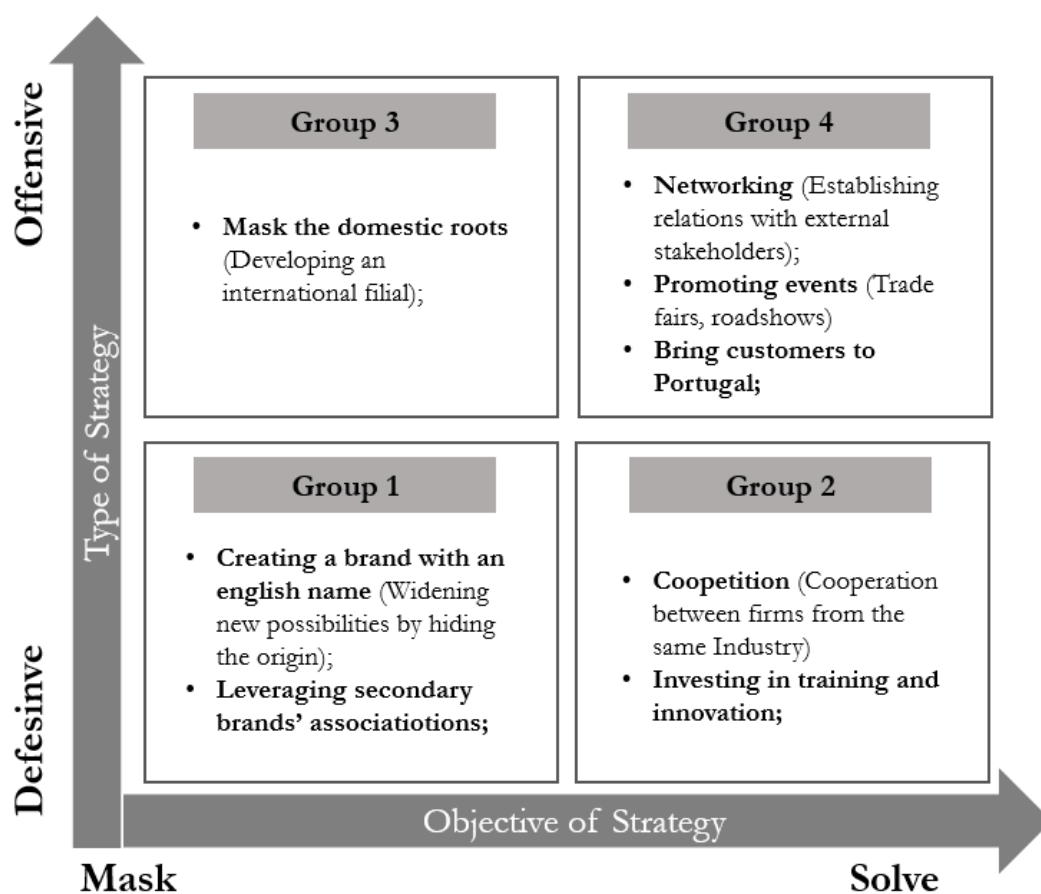 Offensive
Type of Strategy
Defesinve
Group 3
• Mask the domestic roots
(Developing an
international filial);
Group 4
• Networking (Establishing
relations with external
stakeholders);
• Promoting events (Trade
fairs, roadshows)
• Bring customers to
Portugal;
Group 1
• Creating a brand with an
english name (Widening
new possibilities by hiding
the origin);
• Leveraging secondary
brands’ associatiotions;
Group 2
• Coopetition (Cooperation
between firms from the
same Industry)
• Investing in training and
innovation;
Objective of Strategy
Mask
Solve